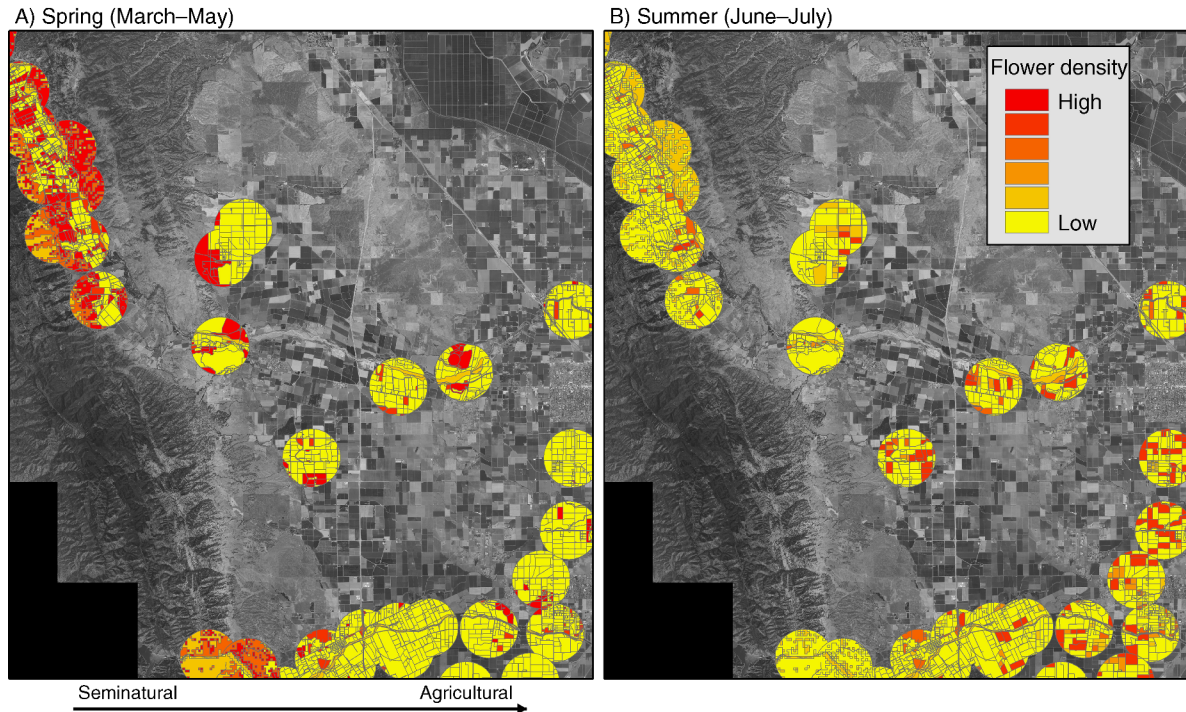 A) Spring (March–May)
B) Summer (June–July)
Flower density
High
Low
Seminatural
Agricultural